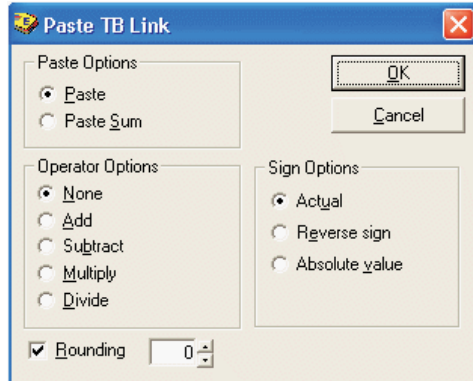 Paste TB Link
Paste Options
Paste
Paste Sum
OK
Cancel
Operator Options
None
Add
Subtract
Multiply
Divide
Sign Options
Actual
Reverse sign
Absolute value
Rounding 0